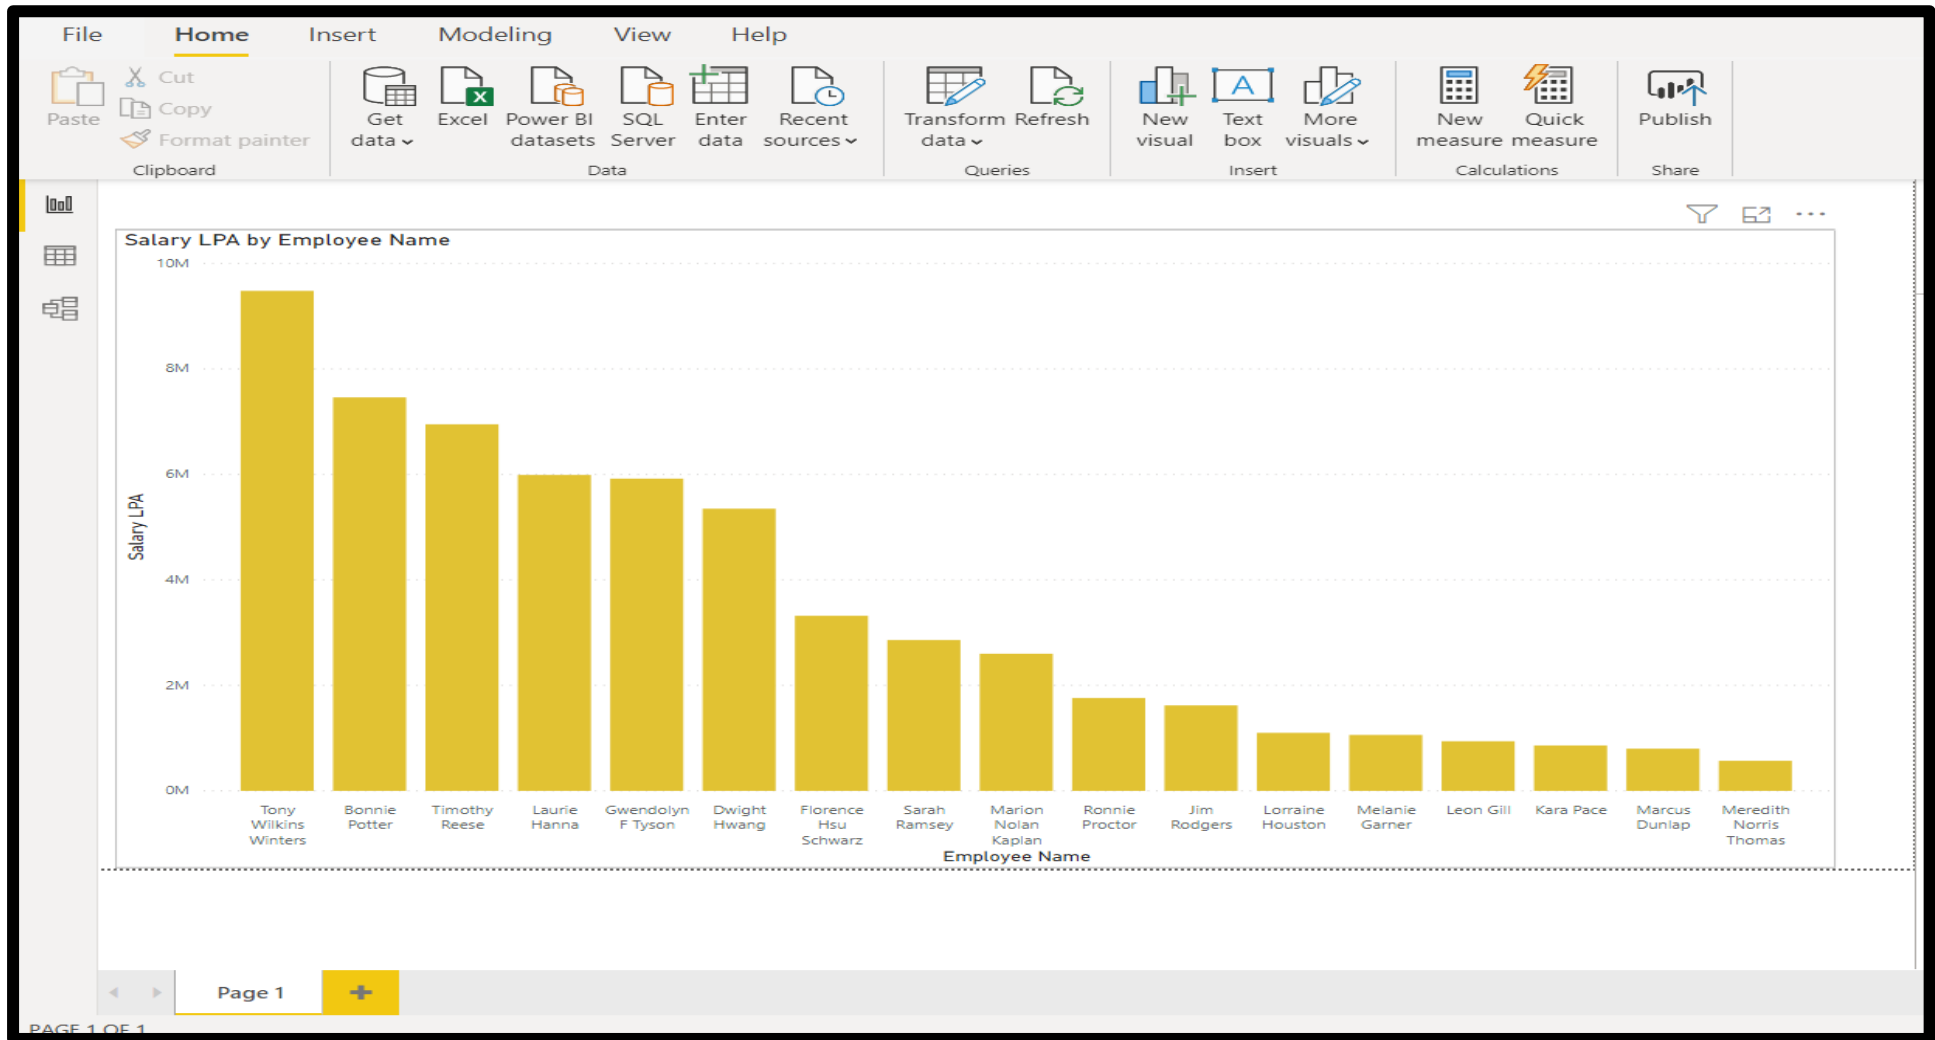 File Home Insert Modeling View Help
Paste
Cut
Copy
Format painter
Clipboard
Get
data
Excel
Power BI
datasets
SQL
Server
Enter
data
Recent
sources
Data
Transform
data
Refresh
Queries
New
visual
A
Text
box
More
visuals
Insert
New
measure
Quick
measure
Calculations
Publish
Share
Salary LPA by Employee Name
10M
8M
6M
4M
2M
0M
Salary LPA
Tony
Wilkins
Winters
Bonnie
Potter
Timothy
Reese
Laurie
Hanna
Gwendolyn
F Tyson
Dwight
Hwang
Florence
Hsu
Schwarz
Sarah
Ramsey
Marion
Nolan
Kaplan
Ronnie
Proctor
Jim
Rodgers
Lorraine
Houston
Melanie
Garner
Leon Gill
Kara Pace
Marcus
Dunlap
Meredith
Norris
Thomas
Employee Name
Page 1
PAGE 1 OF 1